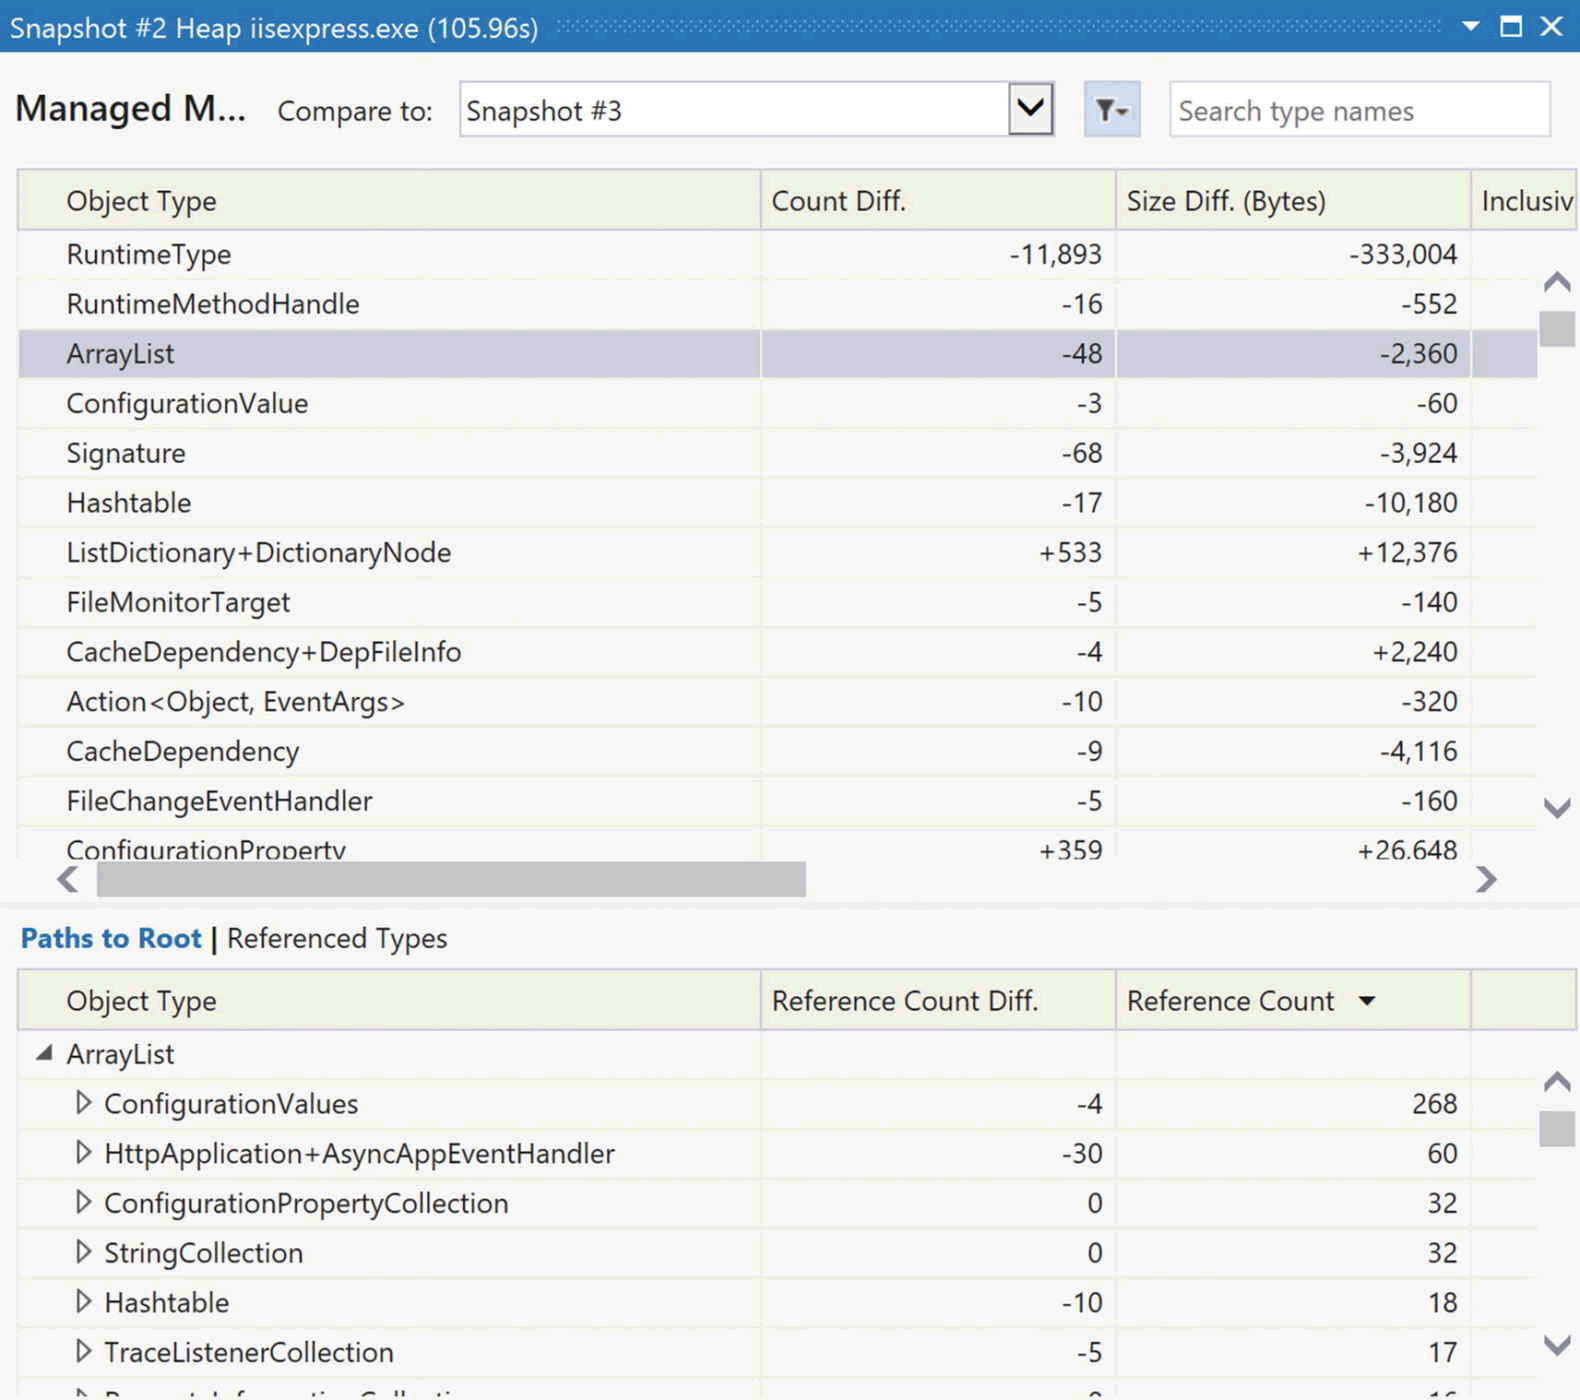 Snapshot #2 Heap iisexpress.exe (105.96s)
Managed M... Compare to: Snapshot #3 Search type names
Object Type Count Diff. Size Diff. (Bytes) Inclusiv
RuntimeType -11,893 -333,004
RuntimeMethodHandle -16 -552
ArrayList -48 -2,360
ConfigurationValue -3 -60
Signature -68 -3,924
Hashtable -17 -10,180
ListDictionary+DictionaryNode +533 +12,376
FileMonitorTarget -5 -140
CacheDependency+DepFileInfo -4 +2,240
Action<Object, EventArgs> -10 -320
CacheDependency -9 -4,116
FileChangeEventHandler -5 -160
ConfigurationProperty +359 +26,648
Paths to Root | Referenced Types
Object Type Reference Count Diff. Reference Count
ArrayList
ConfigurationValues -4 268
HttpApplication+AsyncAppEventHandler -30 60
ConfigurationPropertyCollection 0 32
StringCollection 0 32
Hashtable -10 18
TraceListenerCollection -5 17